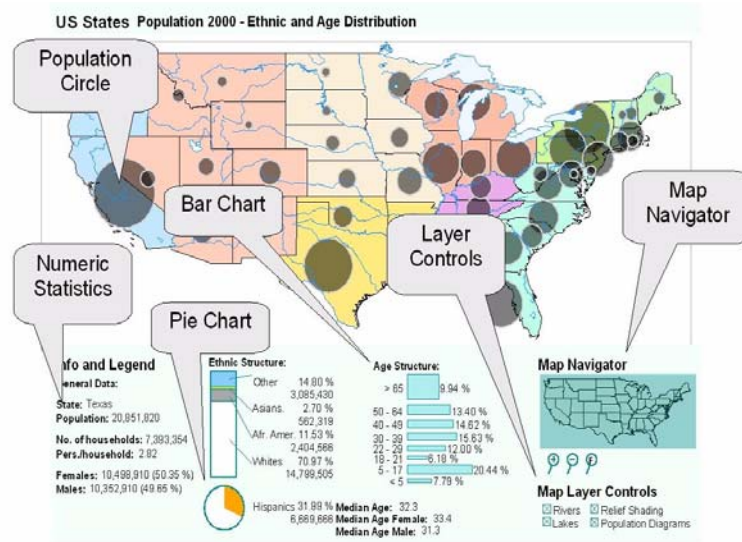 US States Population 2000 - Ethnic and Age Distribution
Population
Circle
Bar Chart
Map
Navigator
Layer
Controls
Numeric
Statistics
Pie Chart
Info and Legend
General Data:
State: Texas
Population: 20,851,820
No. of households: 7,393,354
Pers./household: 2.82
Females: 10,498,910 (50.35 %)
Males: 10,352,910 (49.65 %)
Ethnic Structure:
Other 14.80 %
3,085,430
Asians. 2.70 %
562,319
Afr. Amer. 11.53 %
2,404,566
Whites 70.97 %
14,799,505
Hispanics 31.99 %
6,669,666
Age Structure:
> 65 9.94 %
50 - 64 13.40 %
40 - 49 14.62 %
30 - 39 15.63 %
22 - 29 12.00 %
18 - 21 6.18 %
5 - 17 20.44 %
< 5 7.79 %
Median Age: 32.3
Median Age Female: 33.4
Median Age Male: 31.3
Map Navigator
Map Layer Controls
Rivers Relief Shading
Lakes Population Diagrams